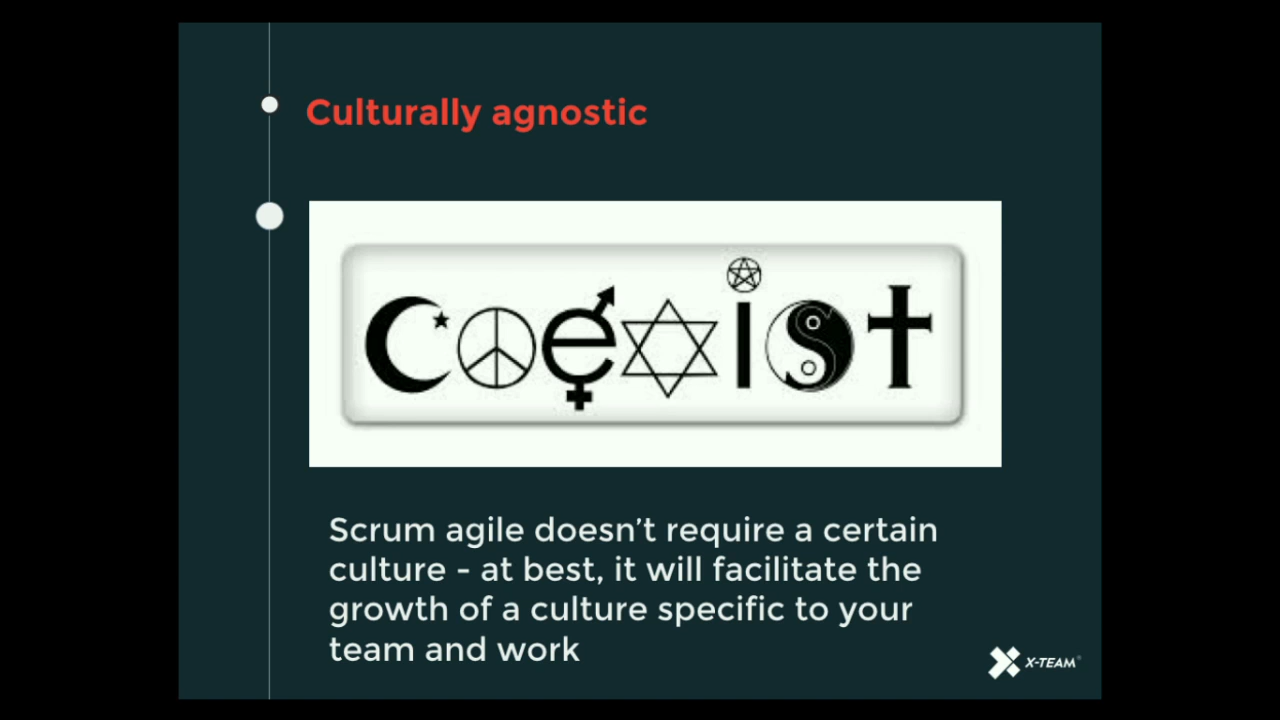 Culturally agnostic
coexist
Scrum agile doesn't require a certain
culture - at best, it will facilitate the
growth of a culture specific to your
team and work
X-TEAM®